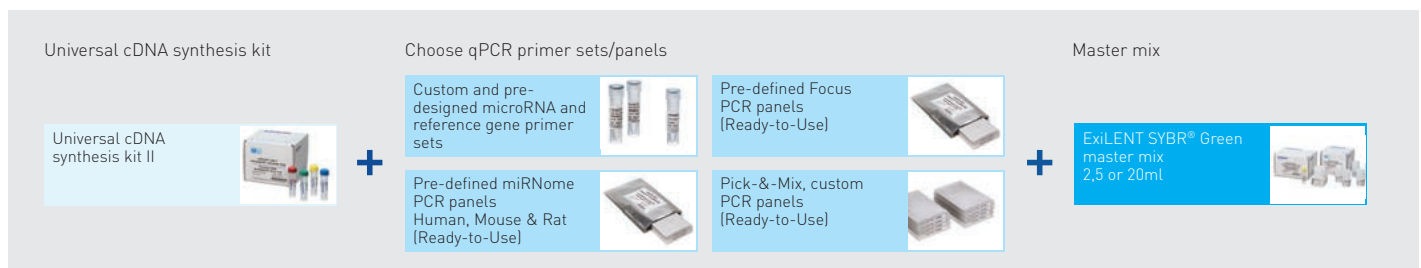 Universal cDNA synthesis kit
Choose qPCR primer sets/panels
Master mix
Universal cDNA
synthesis kit II
Custom and pre-
designed microRNA and
reference gene primer
sets
Pre-defined Focus
PCR panels
(Ready-to-Use)
Pre-defined miRNome
PCR panels
Human, Mouse & Rat
(Ready-to-Use)
Pick-&-Mix, custom
PCR panels
(Ready-to-Use)
+
+
ExiLENT SYBR® Green
master mix
2,5 or 20ml